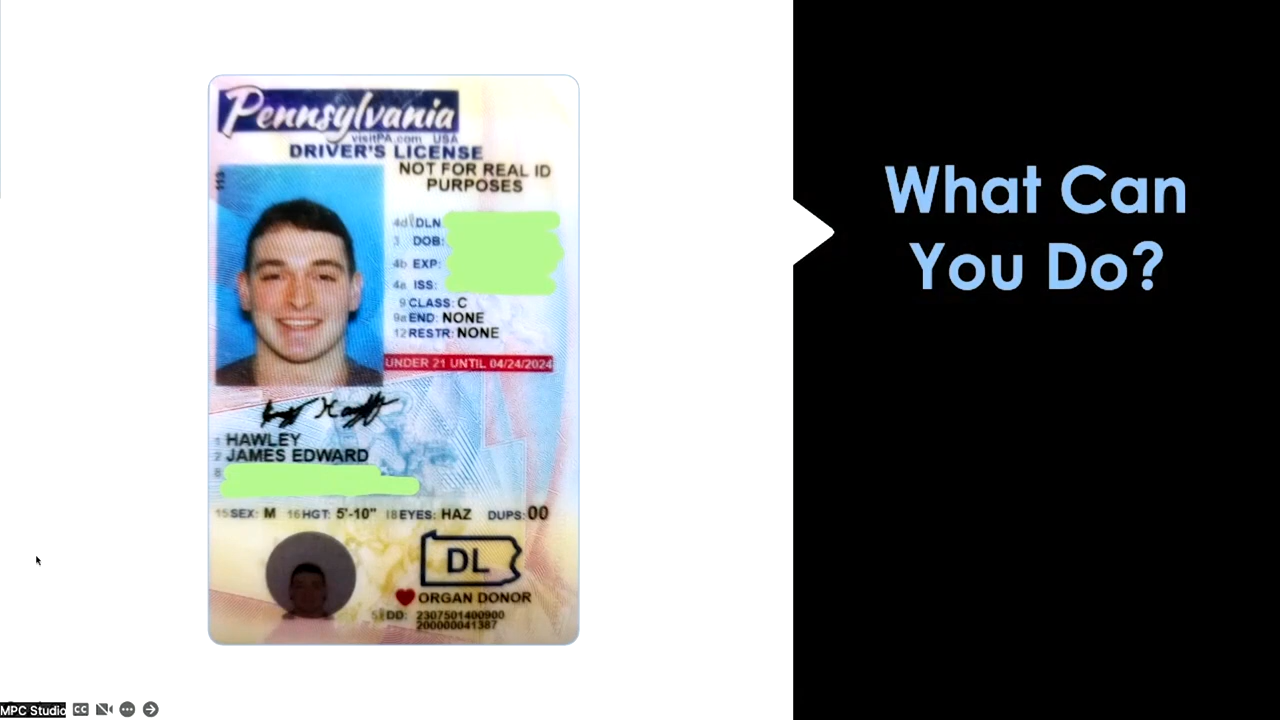 Pennsylvania
visitPA.com USA
DRIVER'S LICENSE
NOT FOR REAL ID
PURPOSES
113
4d DLN:
3 DOB:
4b EXP:
4a ISS:
9 CLASS: C
9a END: NONE
12 RESTR: NONE
UNDER 21 UNTIL 04/24/2024
1 HAWLEY
2 JAMES EDWARD
8
15 SEX: M 16 HGT: 5'-10" 18 EYES: HAZ DUPS: 00
DL
ORGAN DONOR
5 DD: 2307501400900
200000041387
What Can
You Do?
MPC Studio
CC